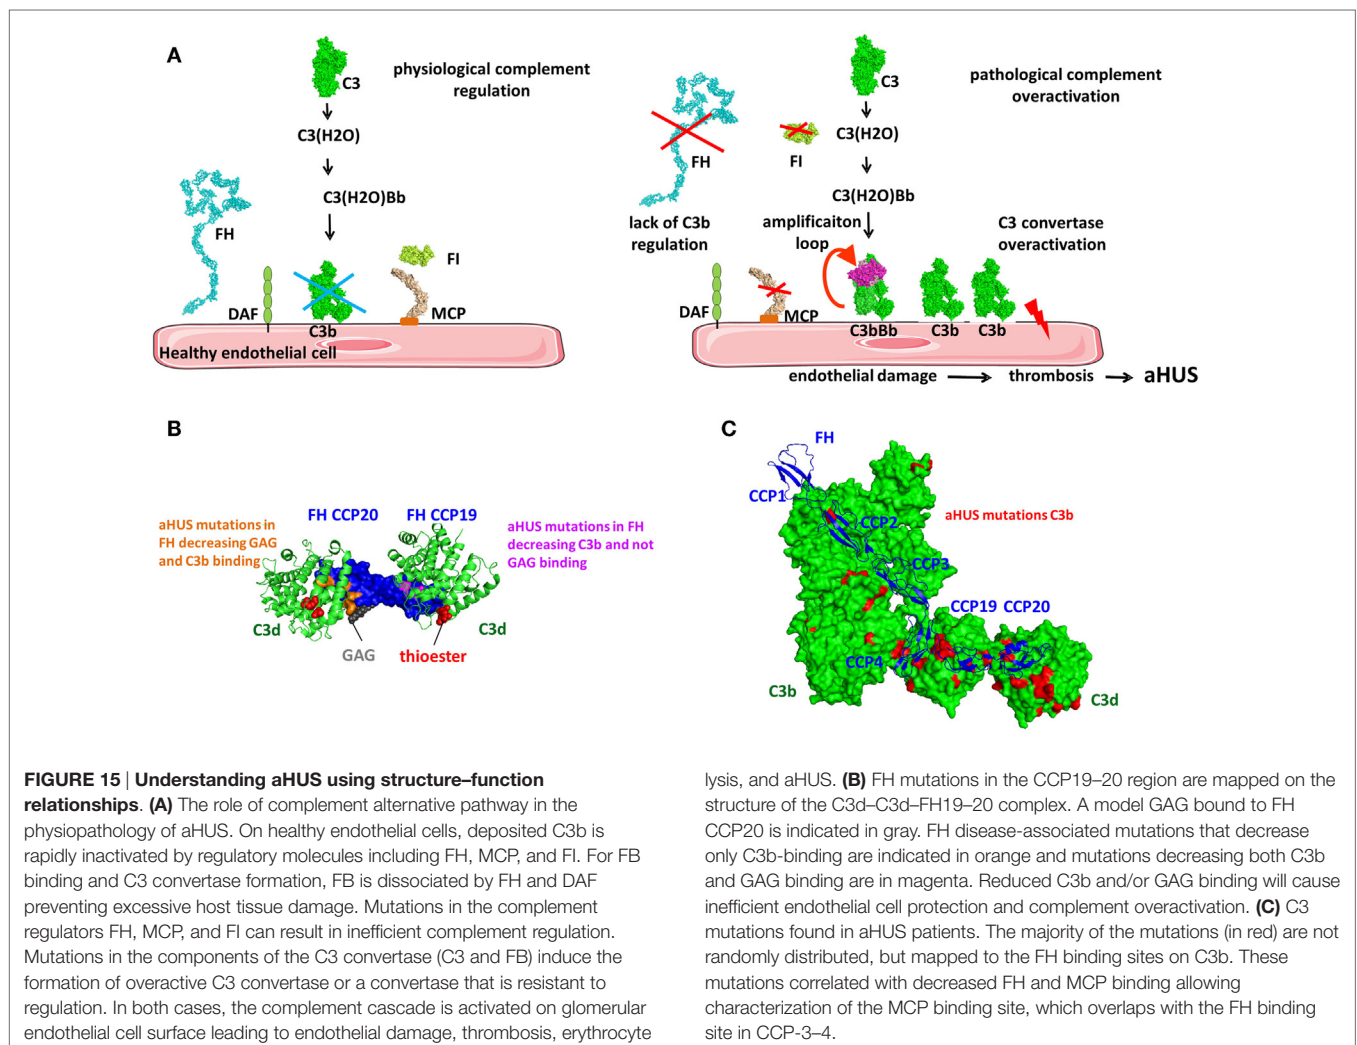 A
C3
physiological complement
regulation
C3(H2O)
C3(H2O)Bb
FH
FI
DAF
C3b
MCP
Healthy endothelial cell
C3
pathological complement
overactivation
C3(H2O)
FH
FI
C3(H2O)Bb
lack of C3b
regulation
amplificaiton
loop
C3 convertase
overactivation
DAF
MCP
C3bBb
C3b
C3b
endothelial damage
thrombosis
aHUS
B
aHUS mutations in
FH decreasing GAG
and C3b binding
FH CCP20
FH CCP19
aHUS mutations in FH
decreasing C3b and not
GAG binding
C3d
GAG
thioester
C3d
C
FH
CCP1
CCP2
aHUS mutations C3b
CCP3
CCP19
CCP20
CCP4
C3b
C3d
FIGURE 15 | Understanding aHUS using structure–function
relationships. (A) The role of complement alternative pathway in the
physiopathology of aHUS. On healthy endothelial cells, deposited C3b is
rapidly inactivated by regulatory molecules including FH, MCP, and FI. For FB
binding and C3 convertase formation, FB is dissociated by FH and DAF
preventing excessive host tissue damage. Mutations in the complement
regulators FH, MCP, and FI can result in inefficient complement regulation.
Mutations in the components of the C3 convertase (C3 and FB) induce the
formation of overactive C3 convertase or a convertase that is resistant to
regulation. In both cases, the complement cascade is activated on glomerular
endothelial cell surface leading to endothelial damage, thrombosis, erythrocyte
lysis, and aHUS. (B) FH mutations in the CCP19–20 region are mapped on the
structure of the C3d–C3d–FH19–20 complex. A model GAG bound to FH
CCP20 is indicated in gray. FH disease-associated mutations that decrease
only C3b-binding are indicated in orange and mutations decreasing both C3b
and GAG binding are in magenta. Reduced C3b and/or GAG binding will cause
inefficient endothelial cell protection and complement overactivation. (C) C3
mutations found in aHUS patients. The majority of the mutations (in red) are not
randomly distributed, but mapped to the FH binding sites on C3b. These
mutations correlated with decreased FH and MCP binding allowing
characterization of the MCP binding site, which overlaps with the FH binding
site in CCP-3–4.